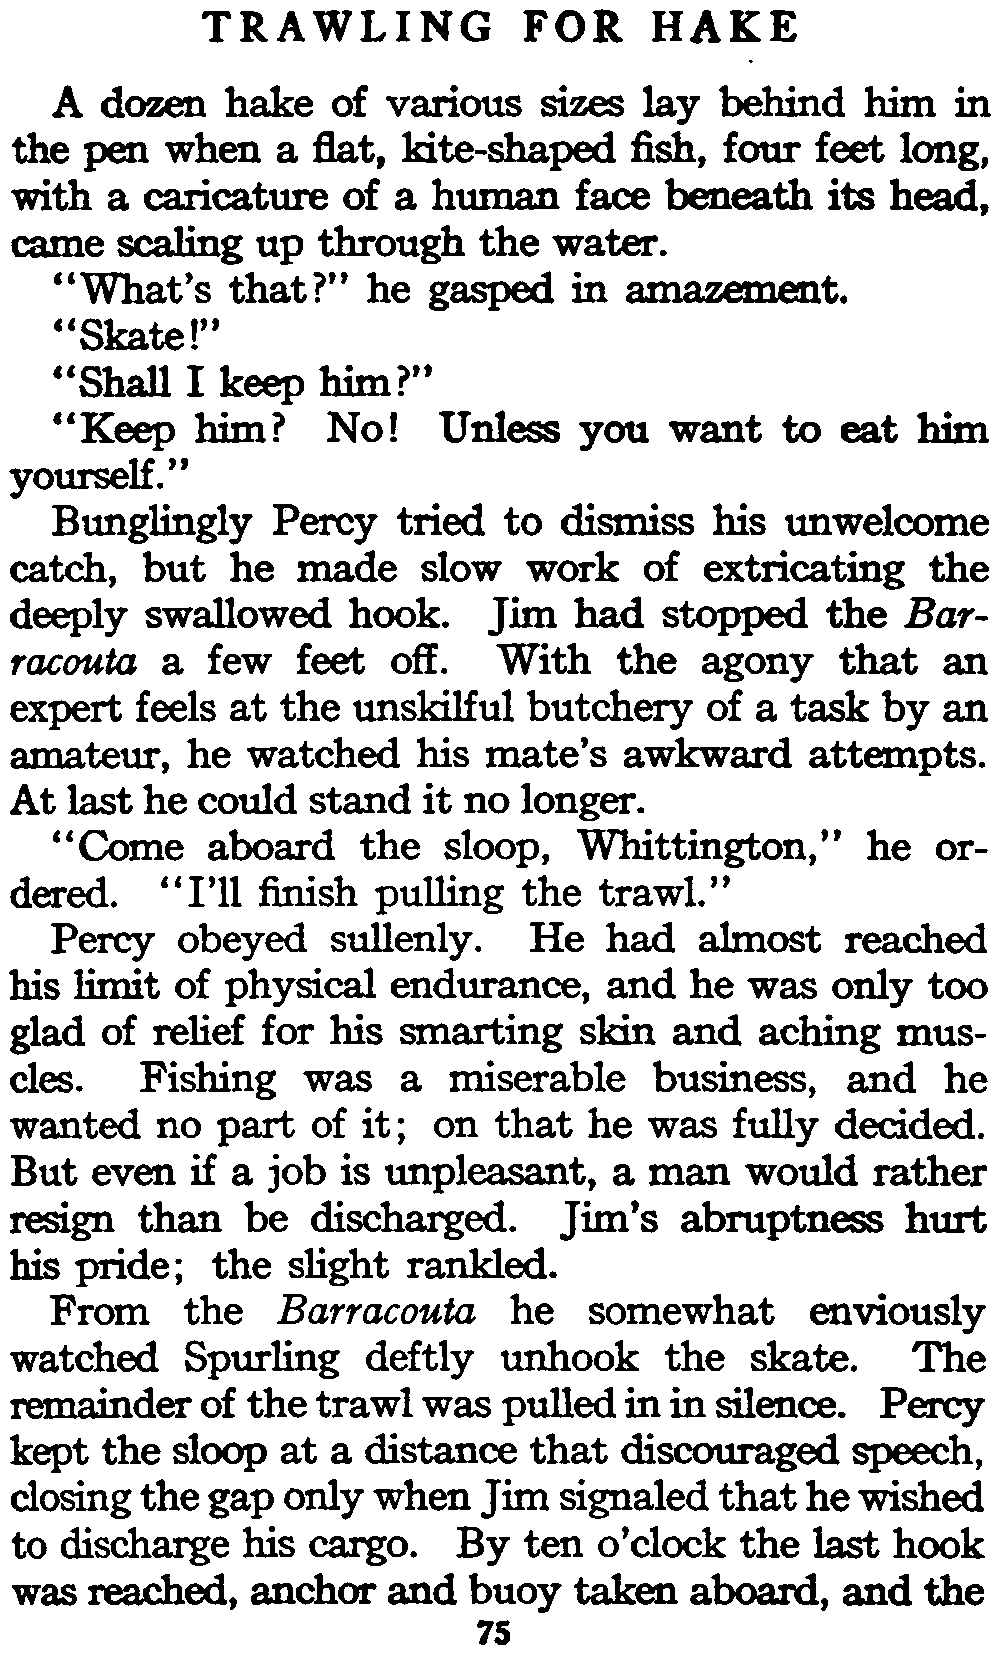 TRAWLING FOR HAKE
A dozen hake of various sizes lay behind him in
the pen when a flat, kite-shaped fish, four feet long,
with a caricature of a human face beneath its head,
came scaling up through the water.
"What's that?" he gasped in amazement.
"Skate!"
"Shall I keep him?"
"Keep him? No! Unless you want to eat him
yourself."
Bunglingly Percy tried to dismiss his unwelcome
catch, but he made slow work of extricating the
deeply swallowed hook. Jim had stopped the Bar-
racouta a few feet off. With the agony that an
expert feels at the unskilful butchery of a task by an
amateur, he watched his mate's awkward attempts.
At last he could stand it no longer.
"Come aboard the sloop, Whittington," he or-
dered. "I'll finish pulling the trawl."
Percy obeyed sullenly. He had almost reached
his limit of physical endurance, and he was only too
glad of relief for his smarting skin and aching mus-
cles. Fishing was a miserable business, and he
wanted no part of it; on that he was fully decided.
But even if a job is unpleasant, a man would rather
resign than be discharged. Jim's abruptness hurt
his pride; the slight rankled.
From the Barracouta he somewhat enviously
watched Spurling deftly unhook the skate. The
remainder of the trawl was pulled in in silence. Percy
kept the sloop at a distance that discouraged speech,
closing the gap only when Jim signaled that he wished
to discharge his cargo. By ten o'clock the last hook
was reached, anchor and buoy taken aboard, and the
75